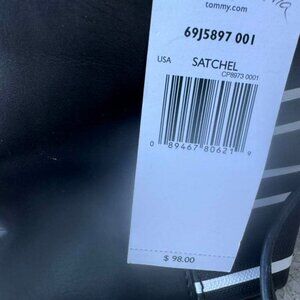 tommy.com
69J5897 001
USA SATCHEL
CP8973 0001
0 89467 80621 9
$ 98.00